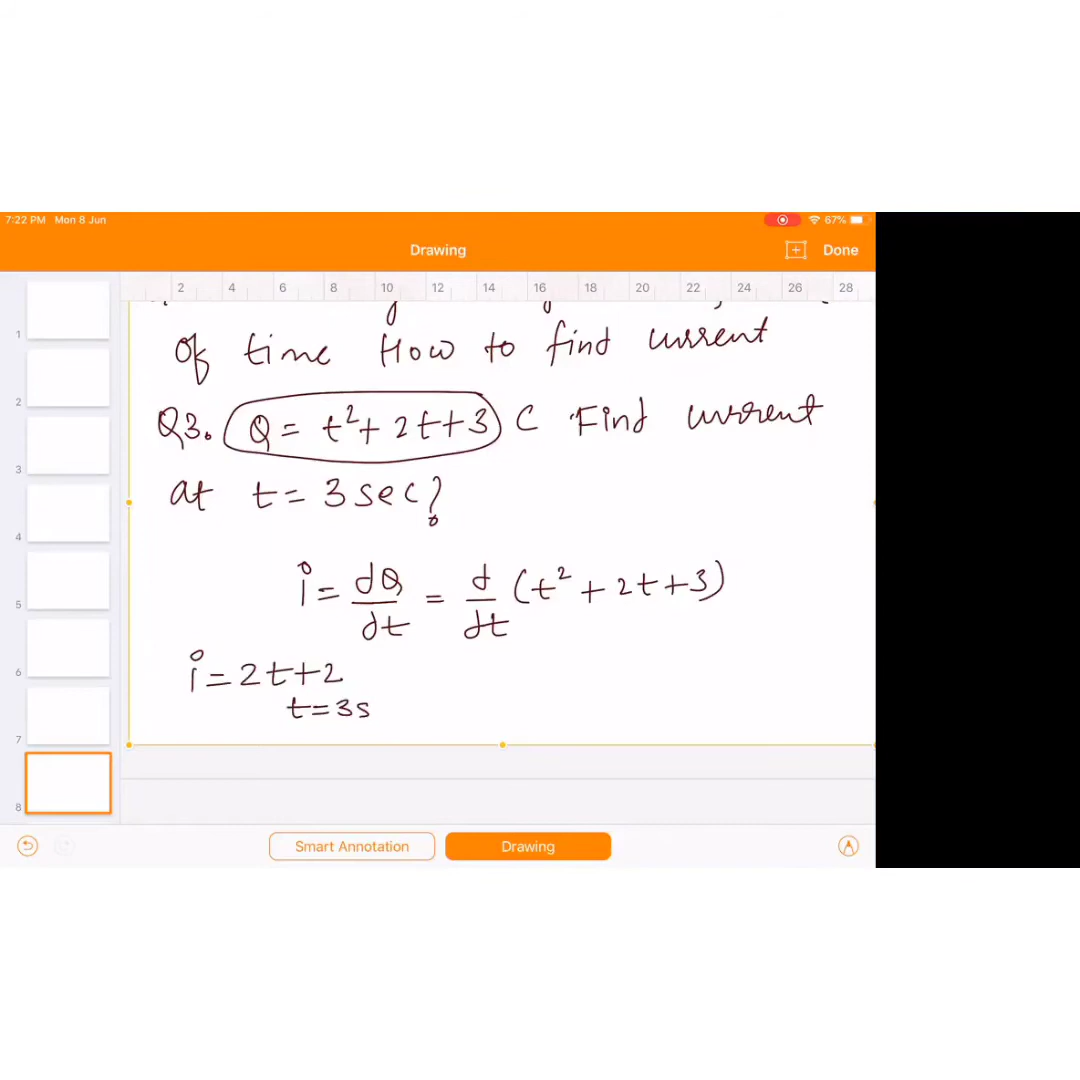 7:22 PM Mon 8 Jun
67%
Drawing
Done
2 4 6 8 10 12 14 16 18 20 22 24 26 28
of time How to find current
Q3. Q = t²+ 2t+3 C Find current
at t = 3 sec?
i = dQ/dt = d/dt (t² + 2t+3)
i = 2t+2
t = 3s
1
2
3
4
5
6
7
8
Smart Annotation
Drawing